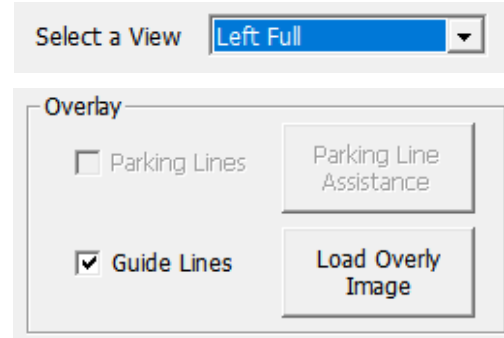 Select a View Left Full
Overlay
Parking Lines
Parking Line
Assistance
Guide Lines
Load Overly
Image